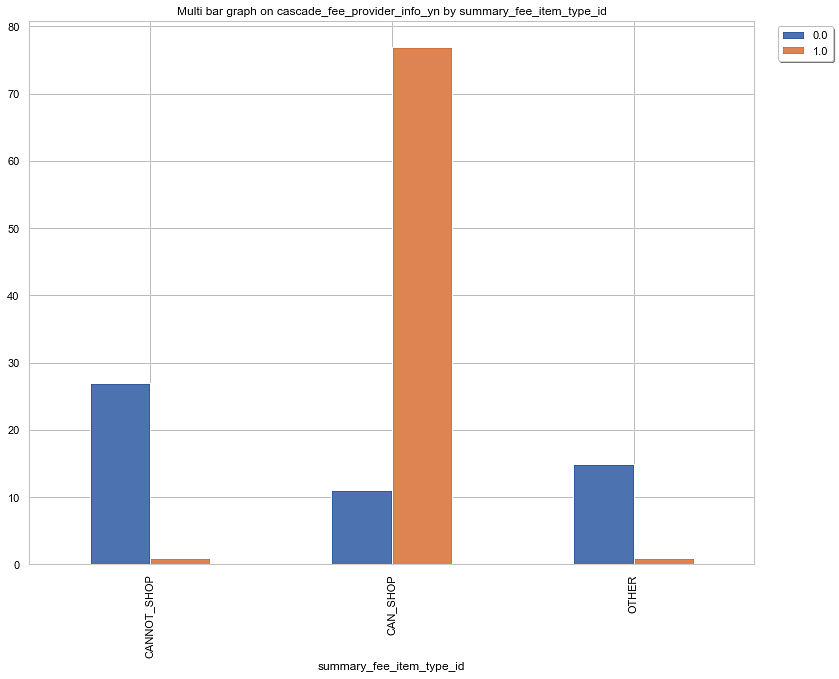 Multi bar graph on cascade_fee_provider_info_yn by summary_fee_item_type_id
0.0
1.0
80
70
60
50
40
30
20
10
0
CANNOT_SHOP
CAN_SHOP
OTHER
summary_fee_item_type_id